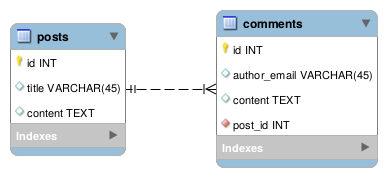 posts
id INT
title VARCHAR(45)
content TEXT
Indexes
comments
id INT
author_email VARCHAR(45)
content TEXT
post_id INT
Indexes